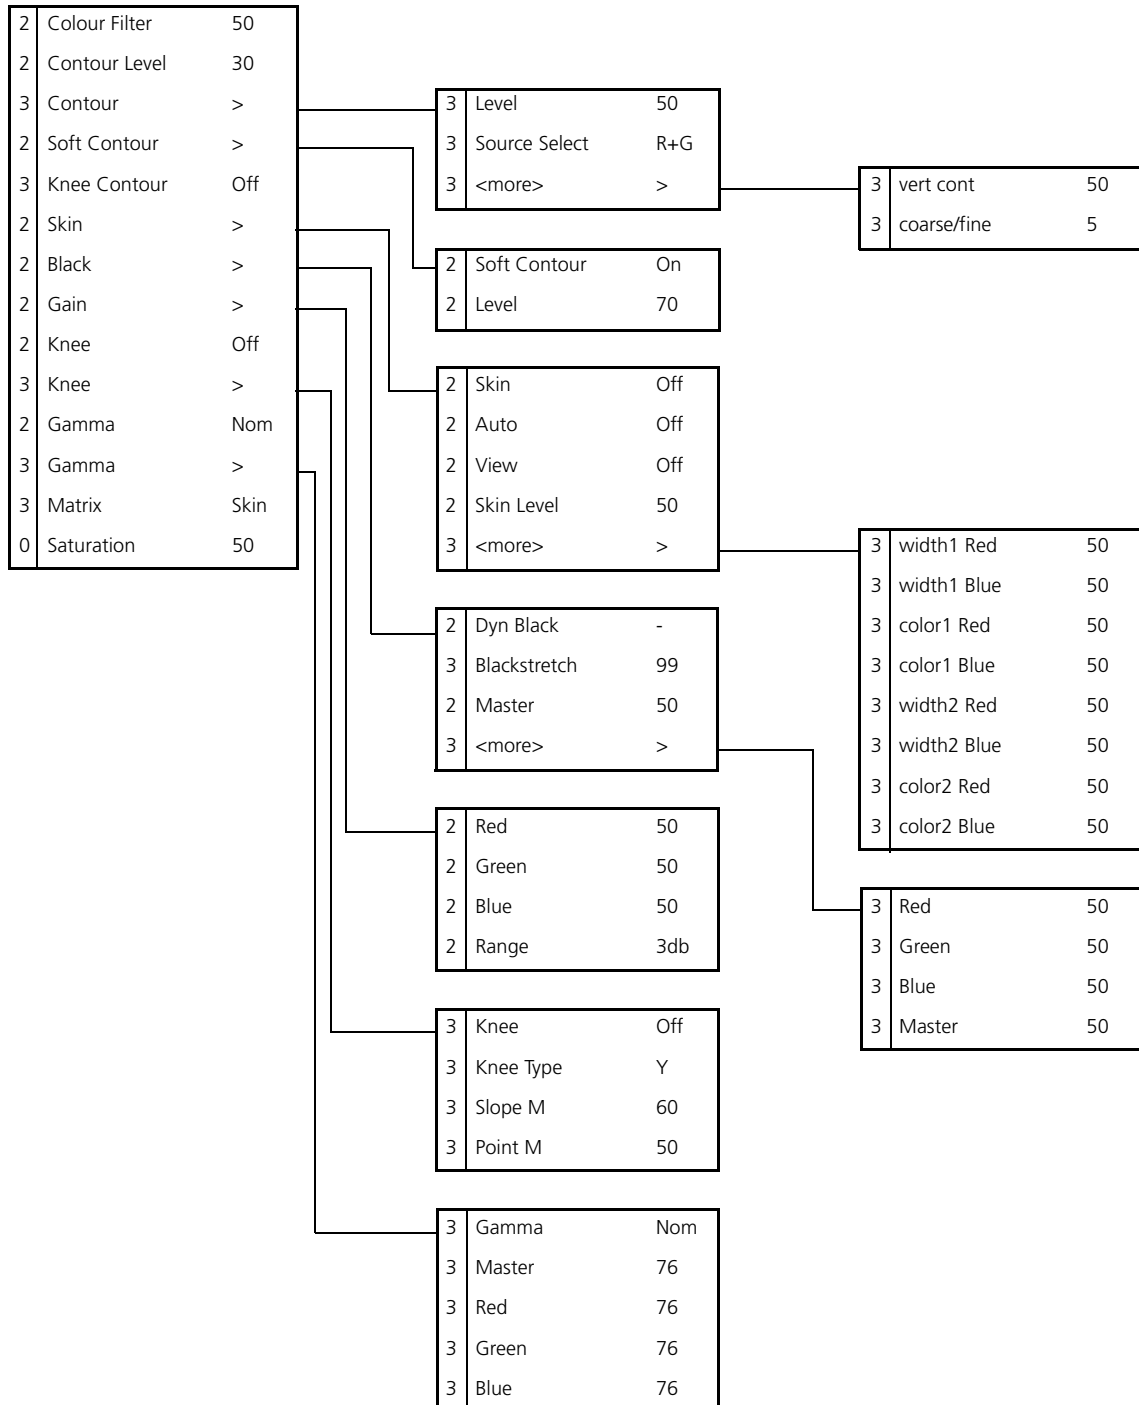 2 Colour Filter 50
2 Contour Level 30
3 Contour >
2 Soft Contour >
3 Knee Contour Off
2 Skin >
2 Black >
2 Gain >
2 Knee Off
3 Knee >
2 Gamma Nom
3 Gamma >
3 Matrix Skin
0 Saturation 50
3 Level 50
3 Source Select R+G
3 <more> >
2 Soft Contour On
2 Level 70
2 Skin Off
2 Auto Off
2 View Off
2 Skin Level 50
3 <more> >
2 Dyn Black -
3 Blackstretch 99
2 Master 50
3 <more> >
2 Red 50
2 Green 50
2 Blue 50
2 Range 3db
3 Knee Off
3 Knee Type Y
3 Slope M 60
3 Point M 50
3 Gamma Nom
3 Master 76
3 Red 76
3 Green 76
3 Blue 76
3 vert cont 50
3 coarse/fine 5
3 width1 Red 50
3 width1 Blue 50
3 color1 Red 50
3 color1 Blue 50
3 width2 Red 50
3 width2 Blue 50
3 color2 Red 50
3 color2 Blue 50
3 Red 50
3 Green 50
3 Blue 50
3 Master 50